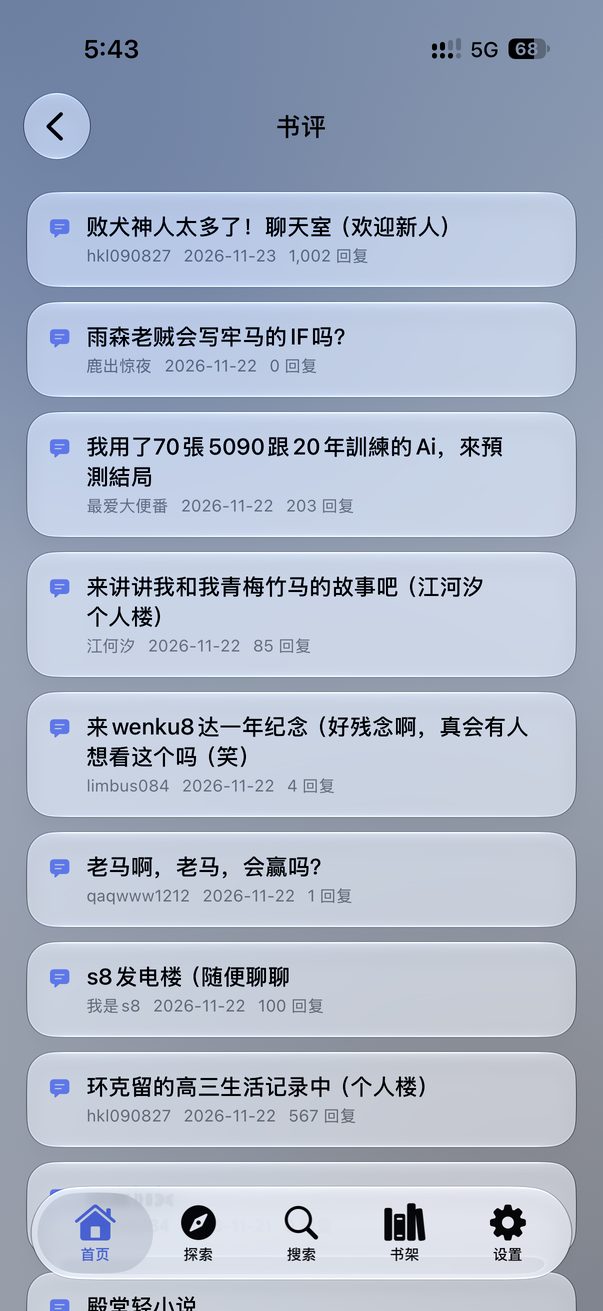 5:43
5G 68
书评
败犬神人太多了！聊天室（欢迎新人）
hkl090827 2026-11-23 1,002 回复
雨森老贼会写牢马的IF吗？
鹿出惊夜 2026-11-22 0 回复
我用了70張5090跟20年訓練的Ai，來預
測結局
最爱大便番 2026-11-22 203 回复
来讲讲我和我青梅竹马的故事吧（江河汐
个人楼）
江何汐 2026-11-22 85 回复
来wenku8达一年纪念（好残念啊，真会有人
想看这个吗（笑）
limbus084 2026-11-22 4 回复
老马啊，老马，会赢吗？
qaqwww1212 2026-11-22 1 回复
s8发电楼（随便聊聊
我是s8 2026-11-22 100 回复
环克留的高三生活记录中（个人楼）
hkl090827 2026-11-22 567 回复
首页 探索 搜索 书架 设置
殿堂轻小说